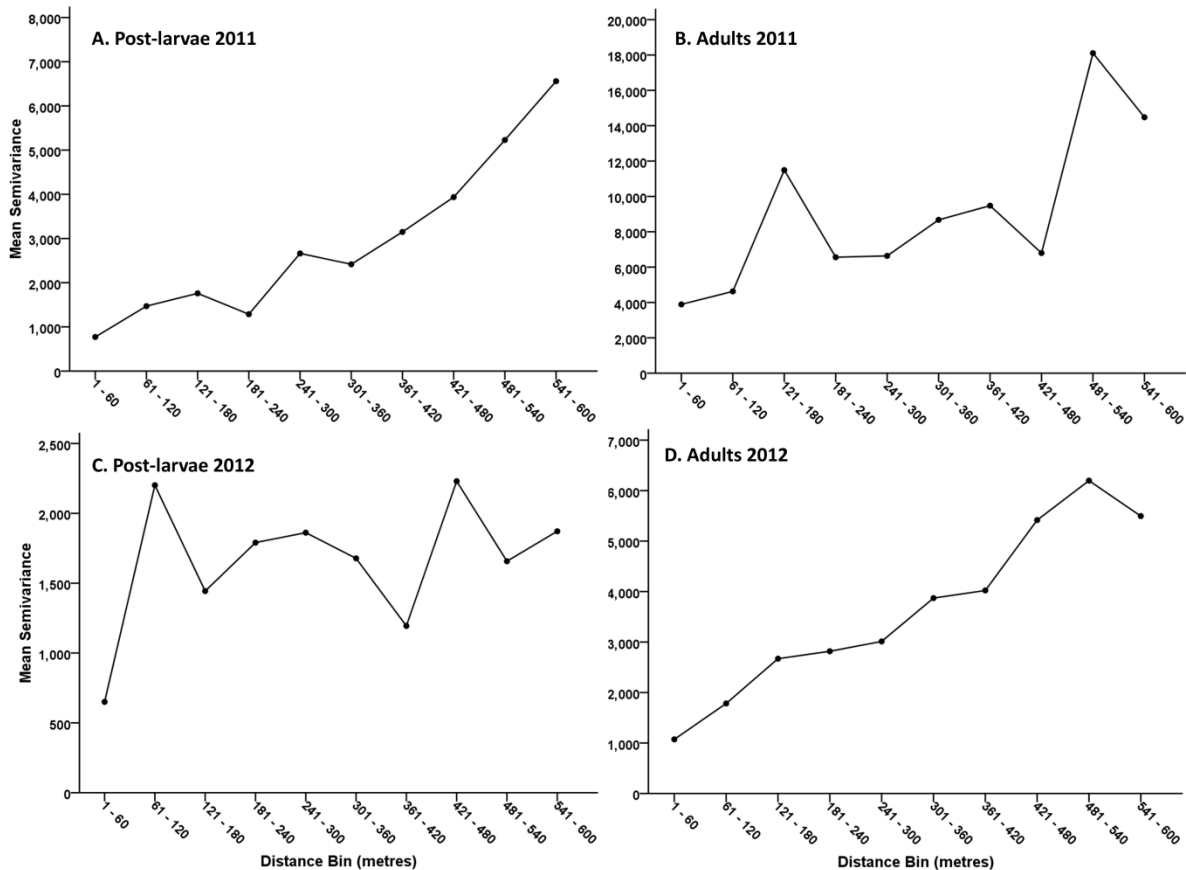 A. Post-larvae 2011
Mean Semivariance
8,000
7,000
6,000
5,000
4,000
3,000
2,000
1,000
0
1 - 60
61 - 120
121 - 180
181 - 240
241 - 300
301 - 360
361 - 420
421 - 480
481 - 540
541 - 600
B. Adults 2011
20,000
18,000
16,000
14,000
12,000
10,000
8,000
6,000
4,000
2,000
0
1 - 60
61 - 120
121 - 180
181 - 240
241 - 300
301 - 360
361 - 420
421 - 480
481 - 540
541 - 600
C. Post-larvae 2012
Mean Semivariance
2,500
2,000
1,500
1,000
500
0
1 - 60
61 - 120
121 - 180
181 - 240
241 - 300
301 - 360
361 - 420
421 - 480
481 - 540
541 - 600
Distance Bin (metres)
D. Adults 2012
7,000
6,000
5,000
4,000
3,000
2,000
1,000
0
1 - 60
61 - 120
121 - 180
181 - 240
241 - 300
301 - 360
361 - 420
421 - 480
481 - 540
541 - 600
Distance Bin (metres)